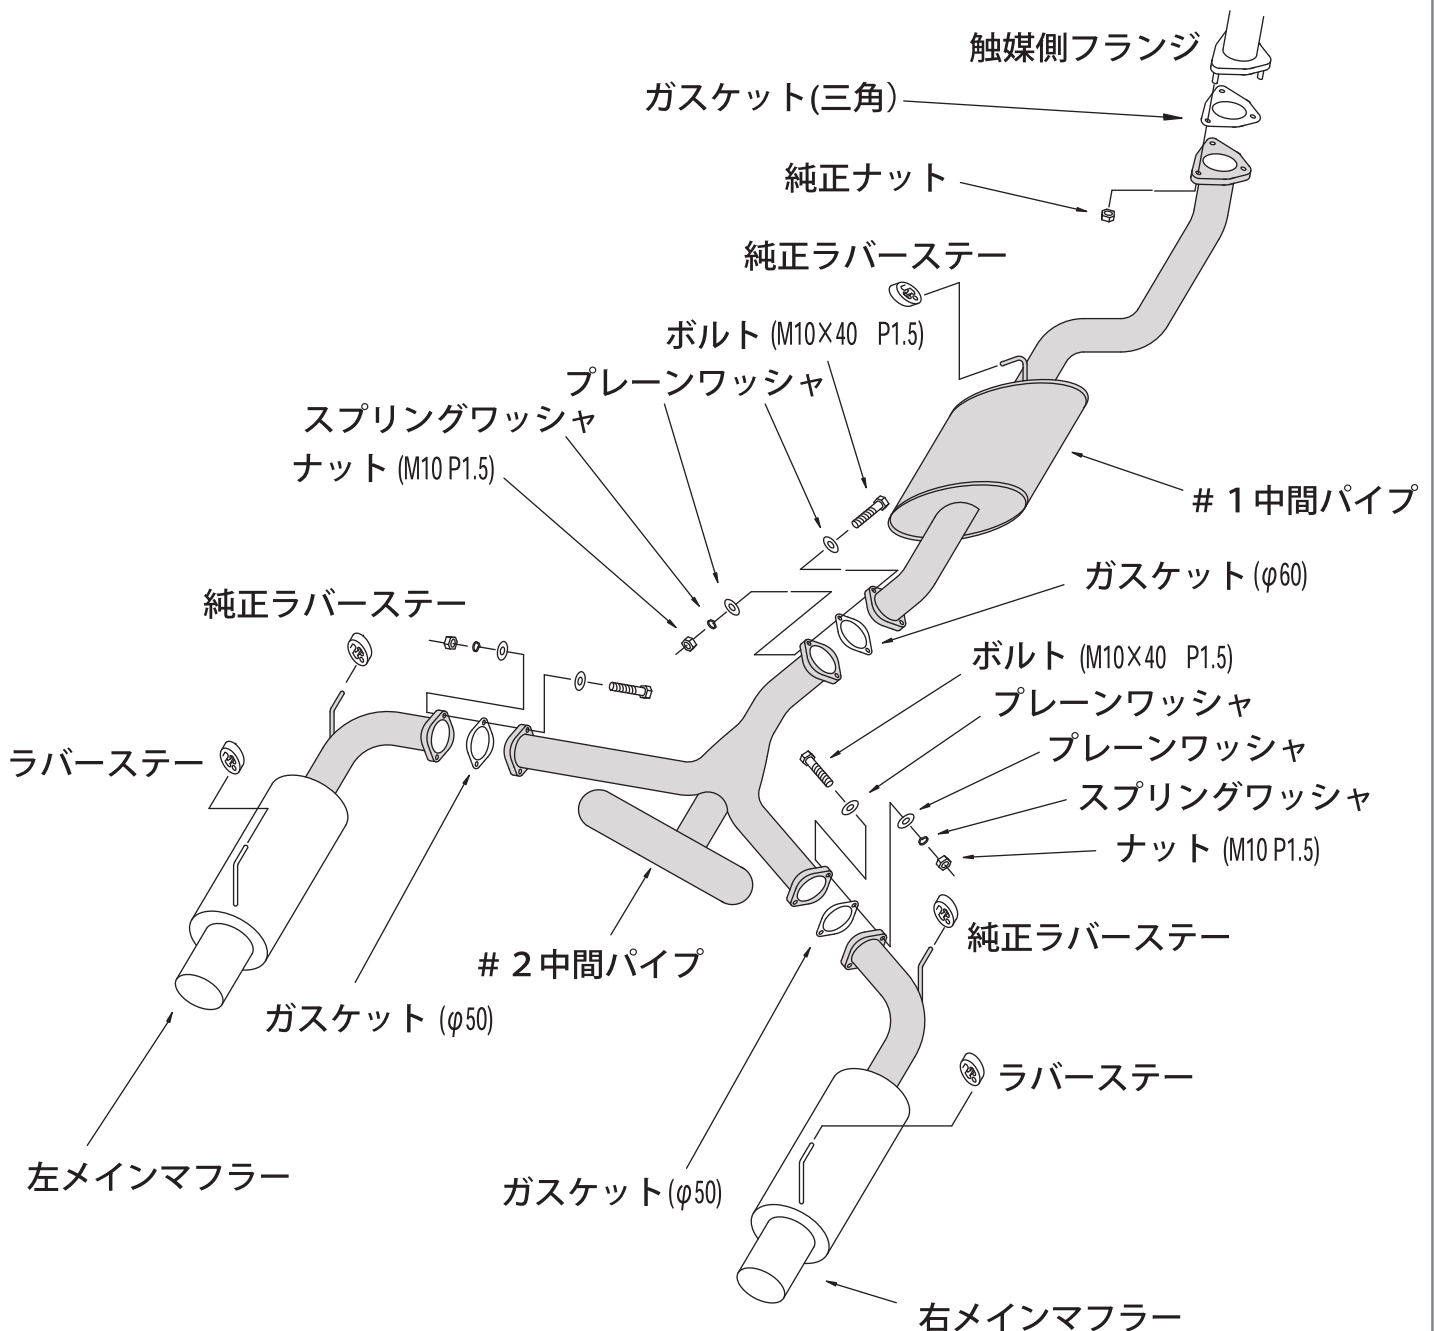 触媒側フランジ
ガスケット(三角)
純正ナット
純正ラバーステー
ボルト (M10×40 P1.5)
プレーンワッシャ
スプリングワッシャ
ナット (M10 P1.5)
#1中間パイプ
ガスケット (φ60)
純正ラバーステー
ボルト (M10×40 P1.5)
プレーンワッシャ
ラバーステー
プレーンワッシャ
スプリングワッシャ
ナット (M10 P1.5)
純正ラバーステー
#2中間パイプ
ガスケット (φ50)
ラバーステー
左メインマフラー
ガスケット (φ50)
右メインマフラー